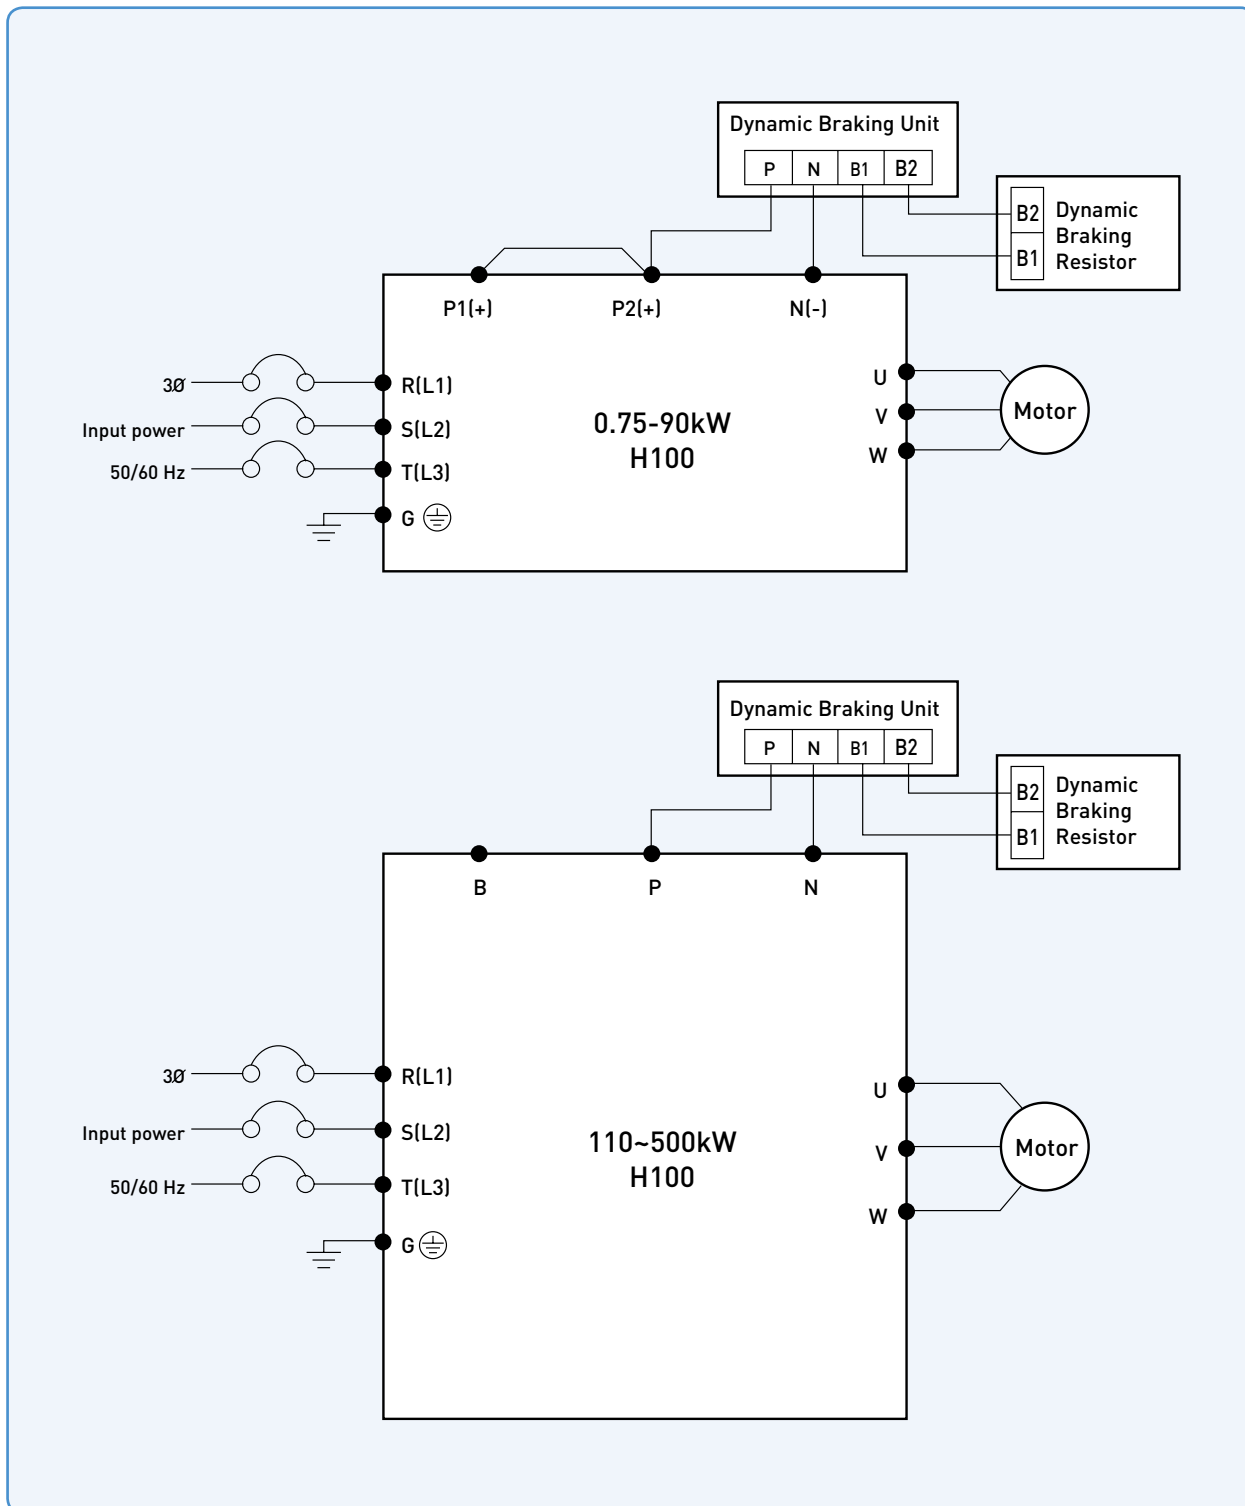 Dynamic Braking Unit
P N B1 B2
B2
B1
Dynamic
Braking
Resistor
P1(+) P2(+) N(-)
3Ø
Input power
50/60 Hz
R(L1)
S(L2)
T(L3)
G
0.75-90kW
H100
U
V
W
Motor
Dynamic Braking Unit
P N B1 B2
B2
B1
Dynamic
Braking
Resistor
B P N
3Ø
Input power
50/60 Hz
R(L1)
S(L2)
T(L3)
G
110~500kW
H100
U
V
W
Motor